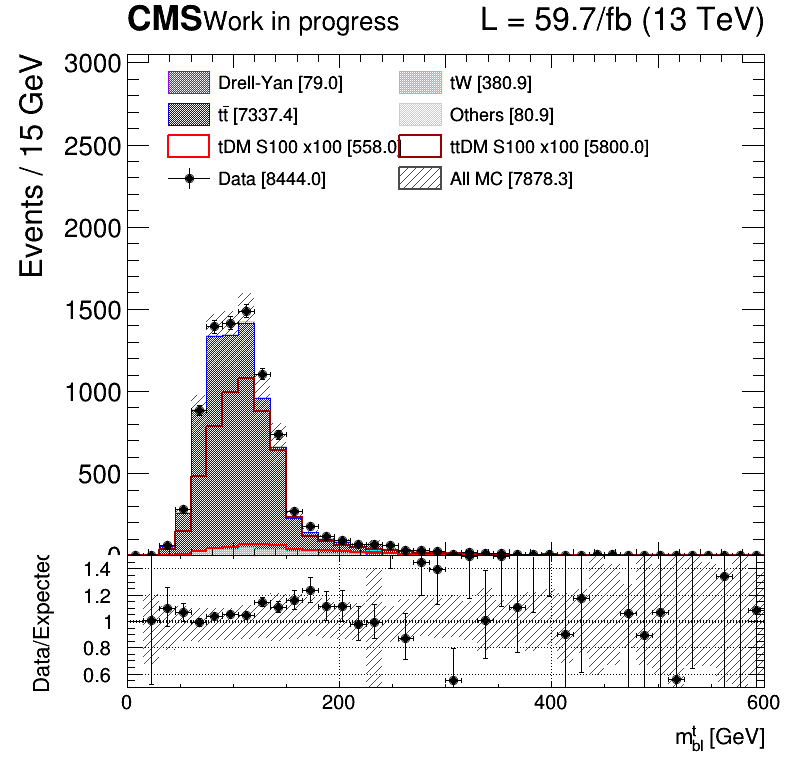 CMS Work in progress L = 59.7/fb (13 TeV)
Events / 15 GeV
3000
2500
2000
1500
1000
500
0
Drell-Yan [79.0] tW [380.9]
tt̄ [7337.4] Others [80.9]
tDM S100 x100 [558.0] ttDM S100 x100 [5800.0]
Data [8444.0] All MC [7878.3]
Data/Expected
1.4
1.2
1
0.8
0.6
0 200 400 600
m^t_bl [GeV]